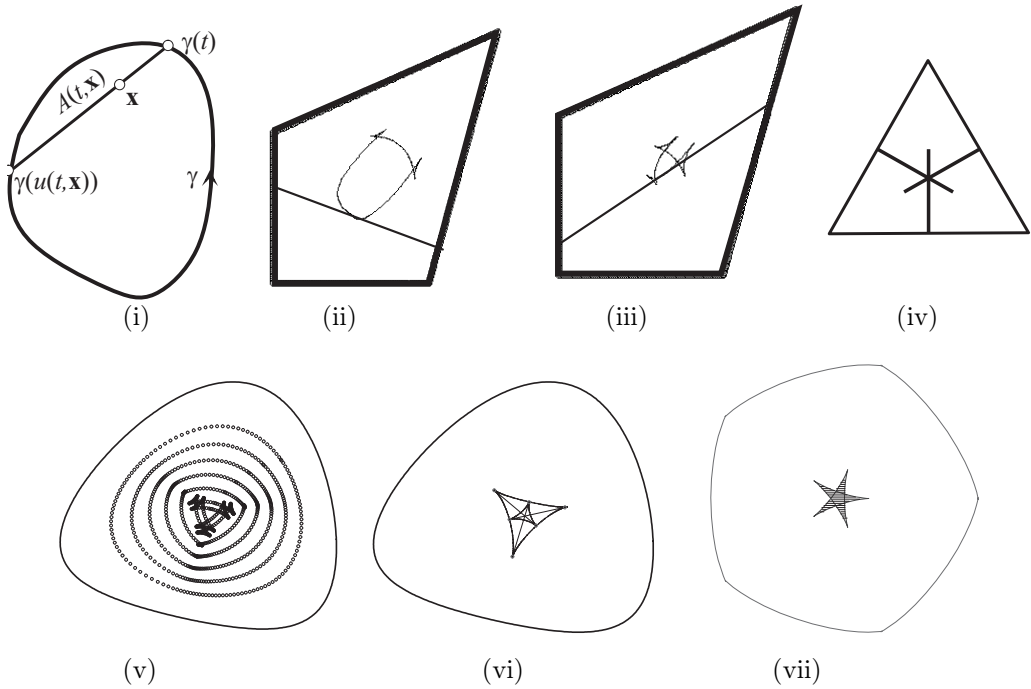 γ(t)
A(t,x)
x
γ(u(t,x))
γ
(i)
(ii)
(iii)
(iv)
(v)
(vi)
(vii)